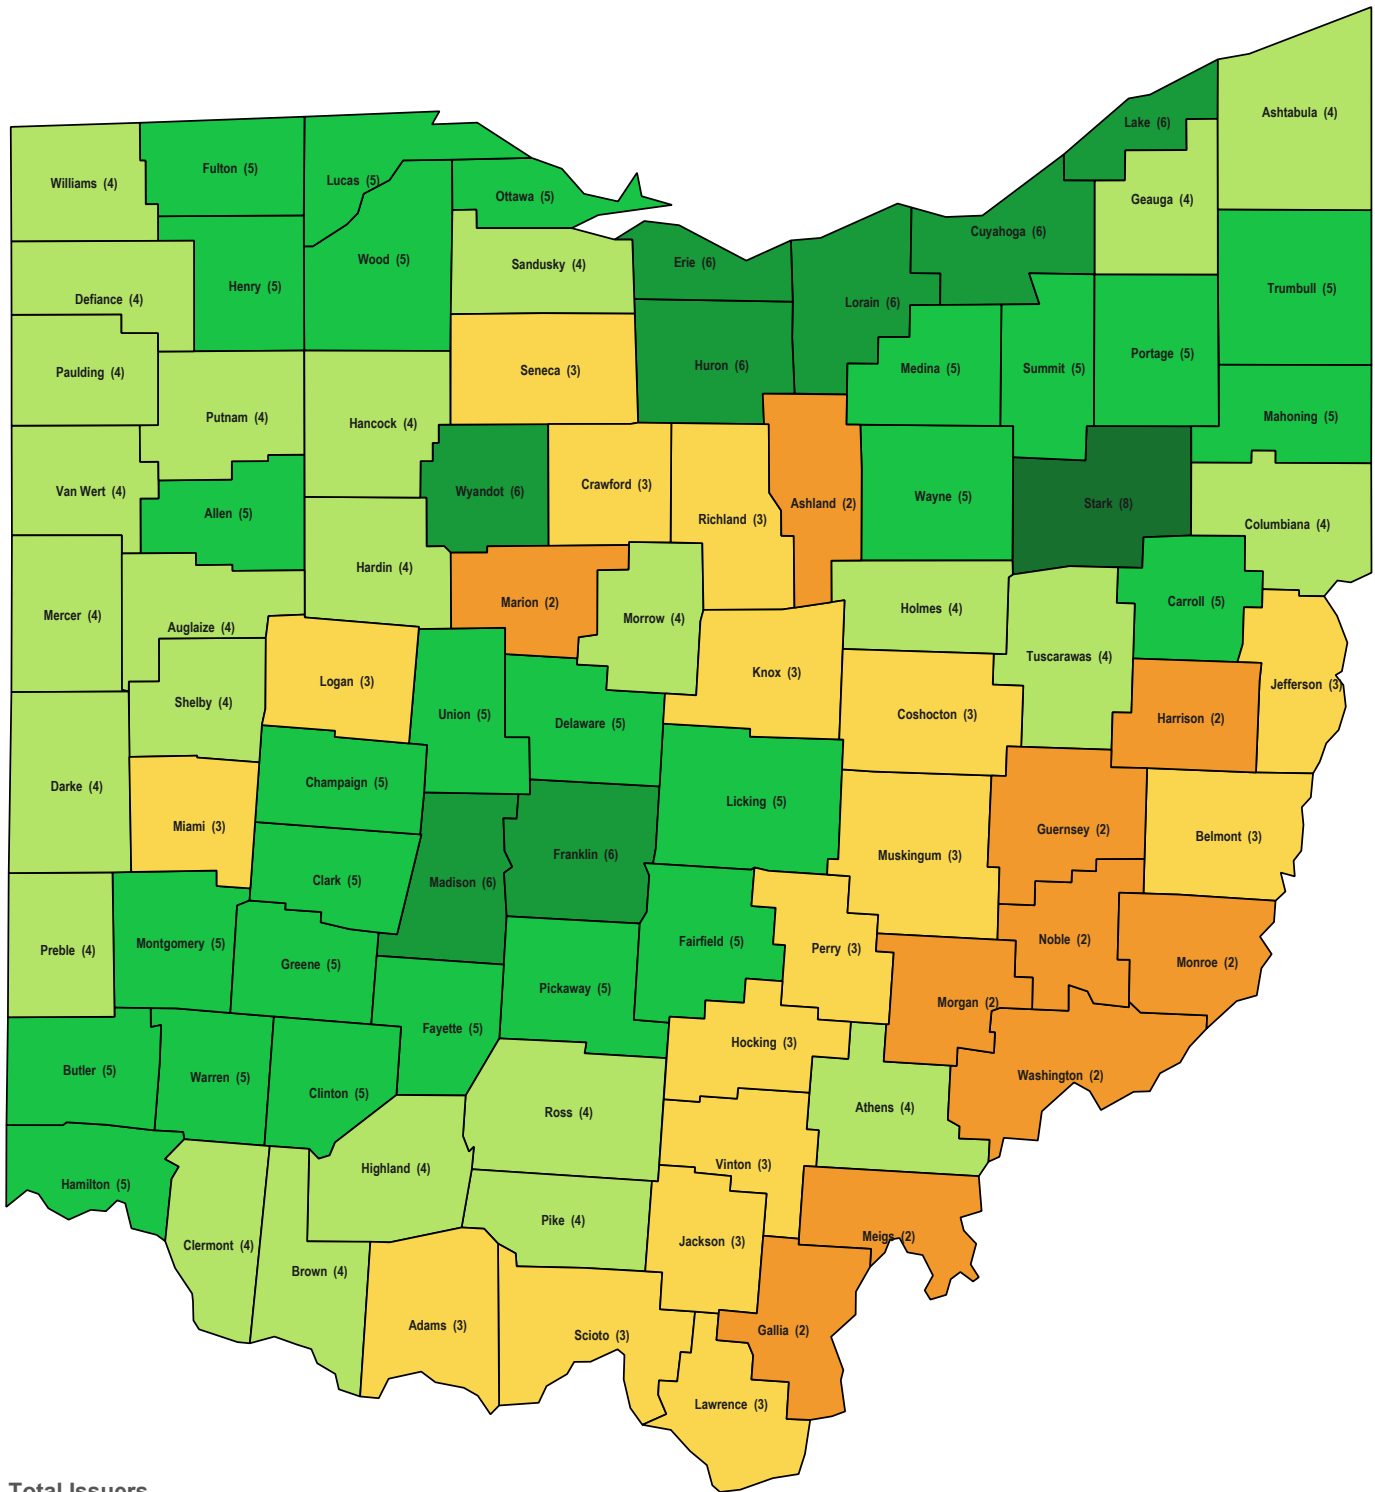 Ashtabula (4)
Lake (6)
Fulton (5)
Lucas (5)
Williams (4)
Ottawa (5)
Geauga (4)
Cuyahoga (6)
Wood (5)
Sandusky (4)
Erie (6)
Henry (5)
Trumbull (5)
Defiance (4)
Lorain (6)
Portage (5)
Huron (6)
Medina (5)
Summit (5)
Seneca (3)
Paulding (4)
Putnam (4)
Mahoning (5)
Hancock (4)
Crawford (3)
Van Wert (4)
Wyandot (6)
Wayne (5)
Ashland (2)
Stark (8)
Allen (5)
Richland (3)
Columbiana (4)
Hardin (4)
Marion (2)
Carroll (5)
Holmes (4)
Mercer (4)
Morrow (4)
Auglaize (4)
Tuscarawas (4)
Knox (3)
Logan (3)
Jefferson (3)
Shelby (4)
Union (5)
Coshocton (3)
Harrison (2)
Delaware (5)
Champaign (5)
Darke (4)
Licking (5)
Miami (3)
Guernsey (2)
Belmont (3)
Franklin (6)
Muskingum (3)
Clark (5)
Madison (6)
Noble (2)
Fairfield (5)
Montgomery (5)
Perry (3)
Preble (4)
Monroe (2)
Greene (5)
Pickaway (5)
Morgan (2)
Fayette (5)
Hocking (3)
Butler (5)
Washington (2)
Warren (5)
Clinton (5)
Athens (4)
Ross (4)
Vinton (3)
Highland (4)
Hamilton (5)
Pike (4)
Meigs (2)
Jackson (3)
Clermont (4)
Brown (4)
Adams (3)
Gallia (2)
Scioto (3)
Lawrence (3)
Total Issuers